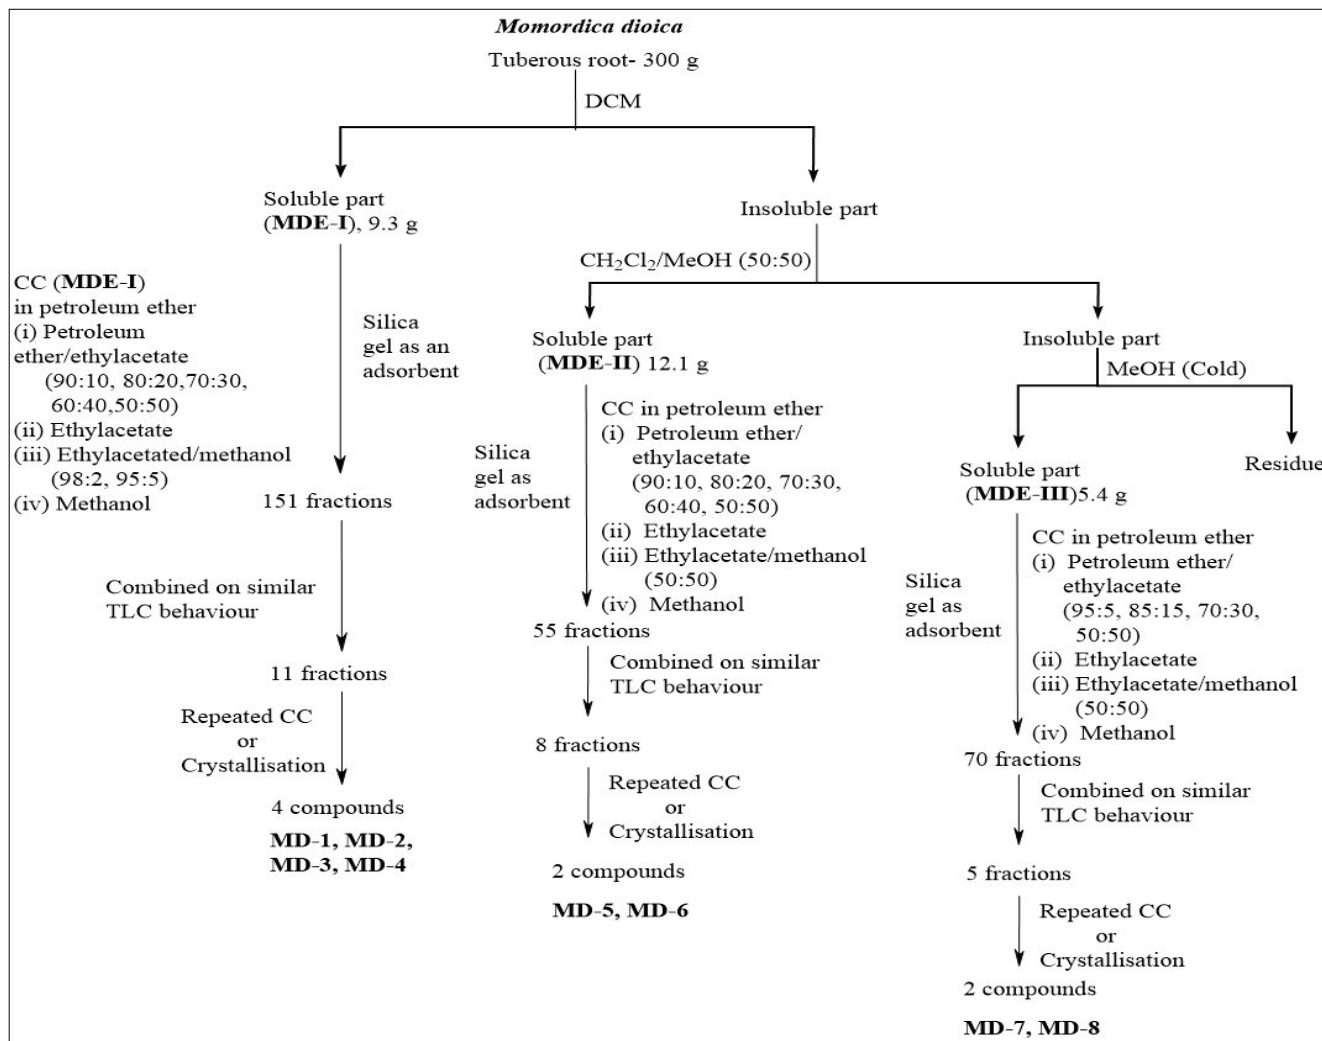 Momordica dioica
Tuberous root- 300 g
DCM
Soluble part
(MDE-I), 9.3 g
Insoluble part
CC (MDE-I)
in petroleum ether
(i) Petroleum
ether/ethylacetate
(90:10, 80:20,70:30,
60:40,50:50)
(ii) Ethylacetate
(iii) Ethylacetated/methanol
(98:2, 95:5)
(iv) Methanol
Silica
gel as an
adsorbent
151 fractions
Combined on similar
TLC behaviour
11 fractions
Repeated CC
or
Crystallisation
4 compounds
MD-1, MD-2,
MD-3, MD-4
CH₂Cl₂/MeOH (50:50)
Soluble part
(MDE-II) 12.1 g
Silica
gel as
adsorbent
CC in petroleum ether
(i) Petroleum ether/
ethylacetate
(90:10, 80:20, 70:30,
60:40, 50:50)
(ii) Ethylacetate
(iii) Ethylacetate/methanol
(50:50)
(iv) Methanol
55 fractions
Combined on similar
TLC behaviour
8 fractions
Repeated CC
or
Crystallisation
2 compounds
MD-5, MD-6
Insoluble part
MeOH (Cold)
Soluble part
(MDE-III)5.4 g
Residue
Silica
gel as
adsorbent
CC in petroleum ether
(i) Petroleum ether/
ethylacetate
(95:5, 85:15, 70:30,
50:50)
(ii) Ethylacetate
(iii) Ethylacetate/methanol
(50:50)
(iv) Methanol
70 fractions
Combined on similar
TLC behaviour
5 fractions
Repeated CC
or
Crystallisation
2 compounds
MD-7, MD-8